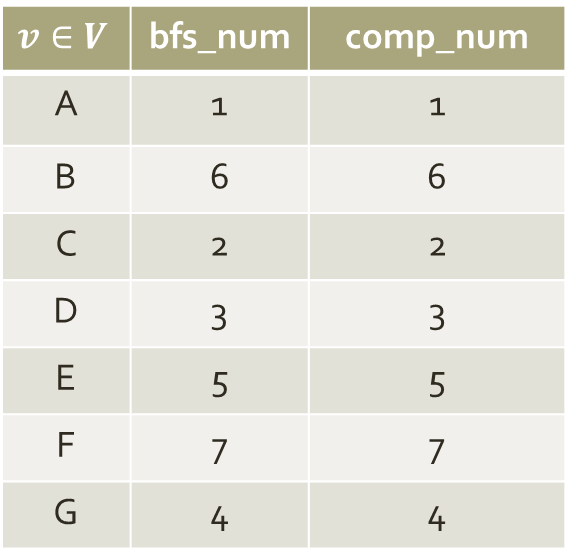 v ∈ V bfs_num comp_num
A 1 1
B 6 6
C 2 2
D 3 3
E 5 5
F 7 7
G 4 4